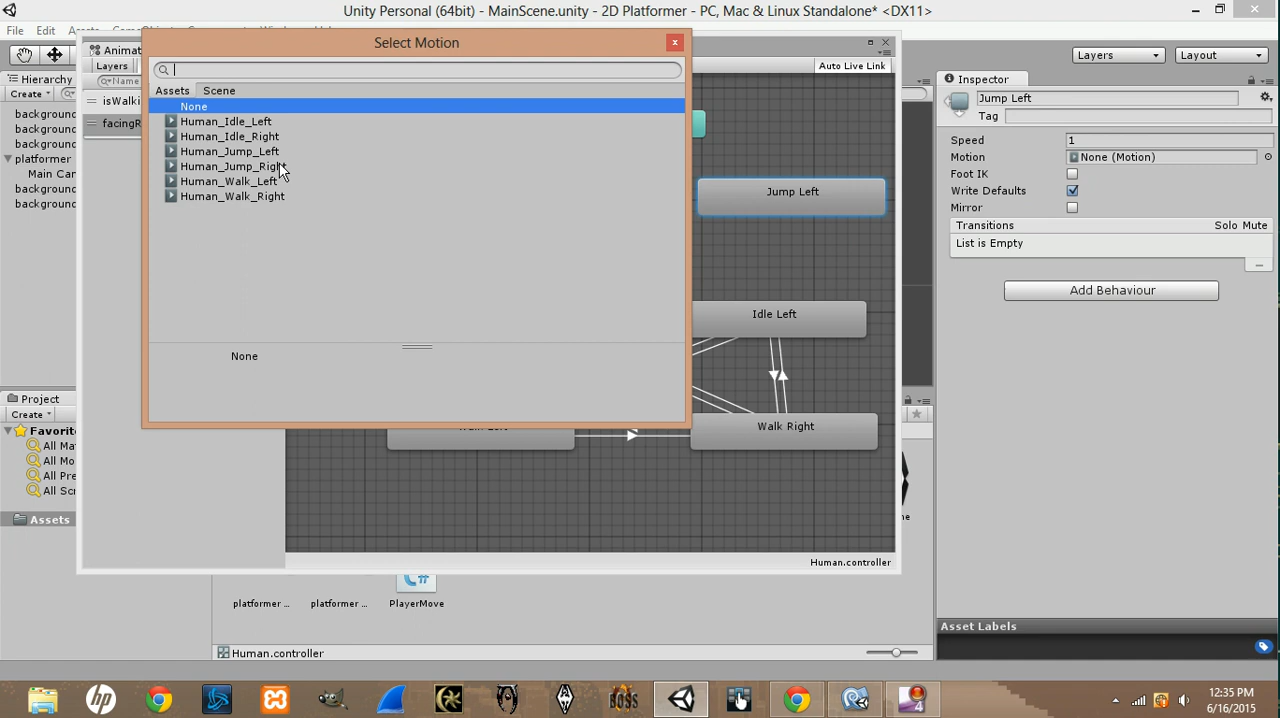 Unity Personal (64bit) - MainScene.unity - 2D Platformer - PC, Mac & Linux Standalone* <DX11>
File Edit
Select Motion
Animat
Layers
Auto Live Link
Layers
Layout
Hierarchy
Create
Name
isWalki
facingR
background
background
background
platformer
Main Can
background
background
Assets Scene
None
Human_Idle_Left
Human_Idle_Right
Human_Jump_Left
Human_Jump_Right
Human_Walk_Left
Human_Walk_Right
None
Jump Left
Idle Left
Walk Right
Human.controller
Inspector
Jump Left
Tag
Speed 1
Motion None (Motion)
Foot IK
Write Defaults
Mirror
Transitions Solo Mute
List is Empty
Add Behaviour
Asset Labels
Project
Create
Favorite
All Mat
All Mo
All Pre
All Scr
Assets
platformer ...
platformer ...
PlayerMove
Human.controller
12:35 PM
6/16/2015